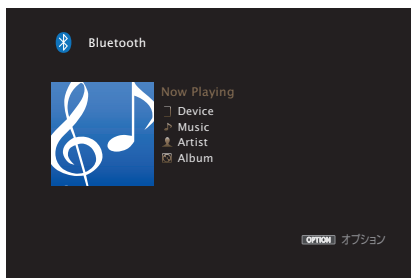 Bluetooth
Now Playing
Device
Music
Artist
Album
OPTION オプション